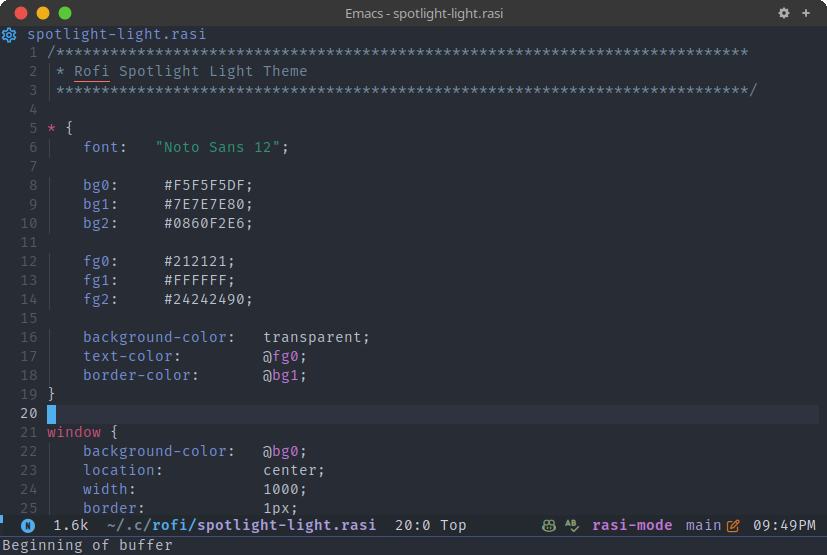 Emacs - spotlight-light.rasi
spotlight-light.rasi
1 /*****************************************************************************
2  * Rofi Spotlight Light Theme
3  *****************************************************************************/
4
5 * {
6     font:   "Noto Sans 12";
7
8     bg0:     #F5F5F5DF;
9     bg1:     #7E7E7E80;
10     bg2:     #0860F2E6;
11
12     fg0:     #212121;
13     fg1:     #FFFFFF;
14     fg2:     #24242490;
15
16     background-color:   transparent;
17     text-color:         @fg0;
18     border-color:       @bg1;
19 }
20
21 window {
22     background-color:   @bg0;
23     location:           center;
24     width:              1000;
25     border:             1px;
N 1.6k ~/.c/rofi/spotlight-light.rasi 20:0 Top AB rasi-mode main 09:49PM
Beginning of buffer